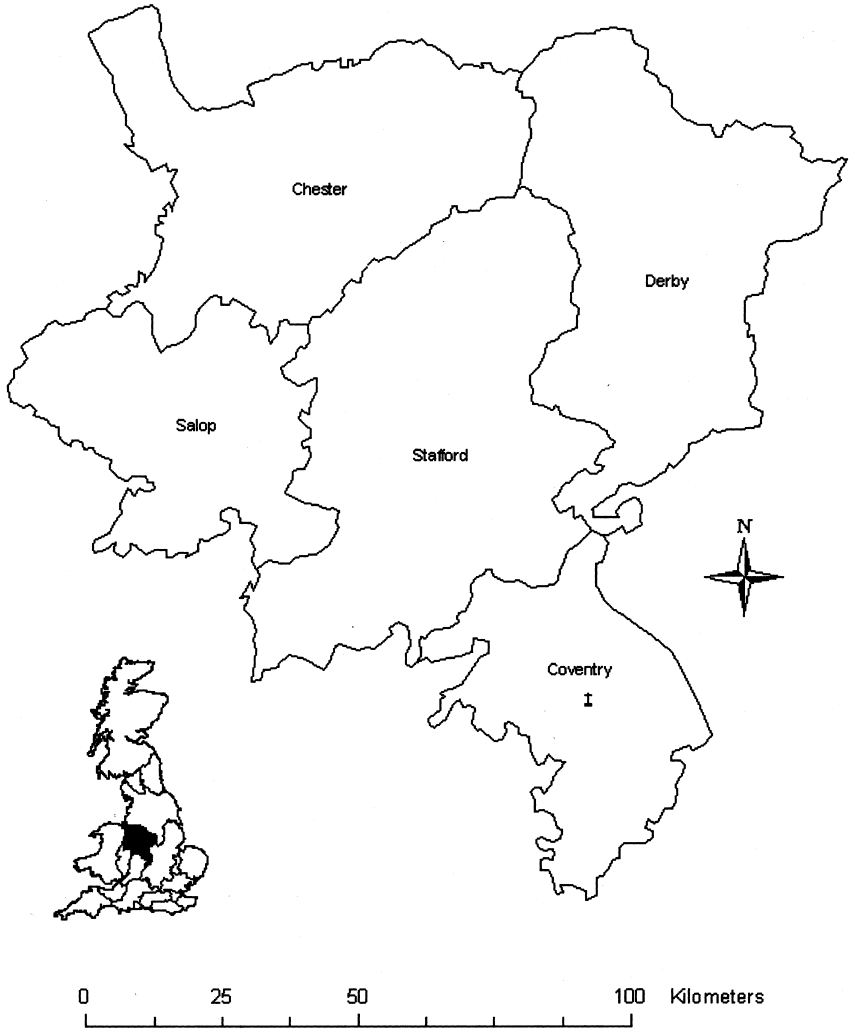 Chester
Derby
Salop
Stafford
N
Coventry
0 25 50 100 Kilometers